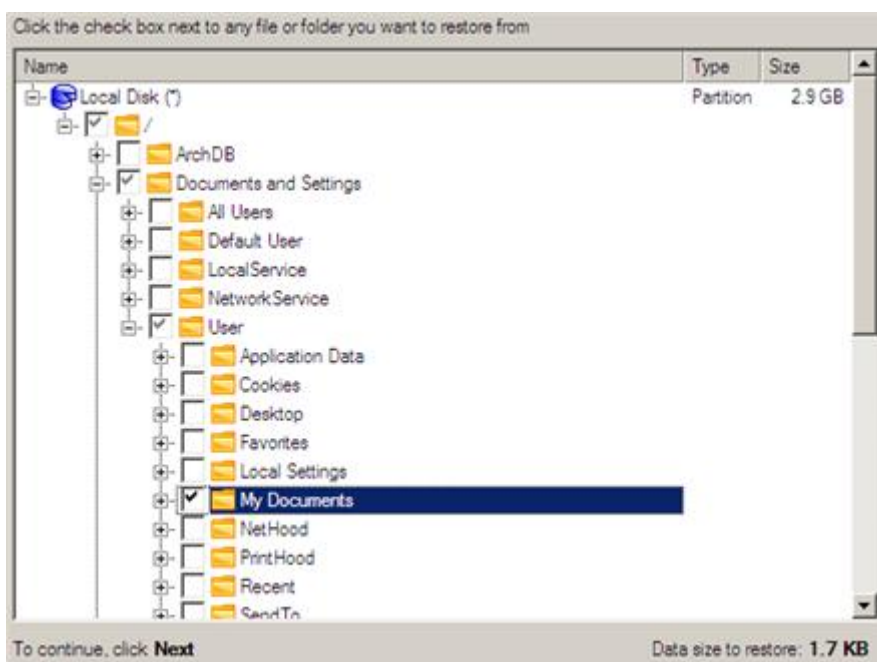 Click the check box next to any file or folder you want to restore from
Name Type Size
Local Disk (*) Partition 2.9 GB
/
ArchDB
Documents and Settings
All Users
Default User
LocalService
NetworkService
User
Application Data
Cookies
Desktop
Favorites
Local Settings
My Documents
NetHood
PrintHood
Recent
SendTo
To continue, click Next Data size to restore: 1.7 KB